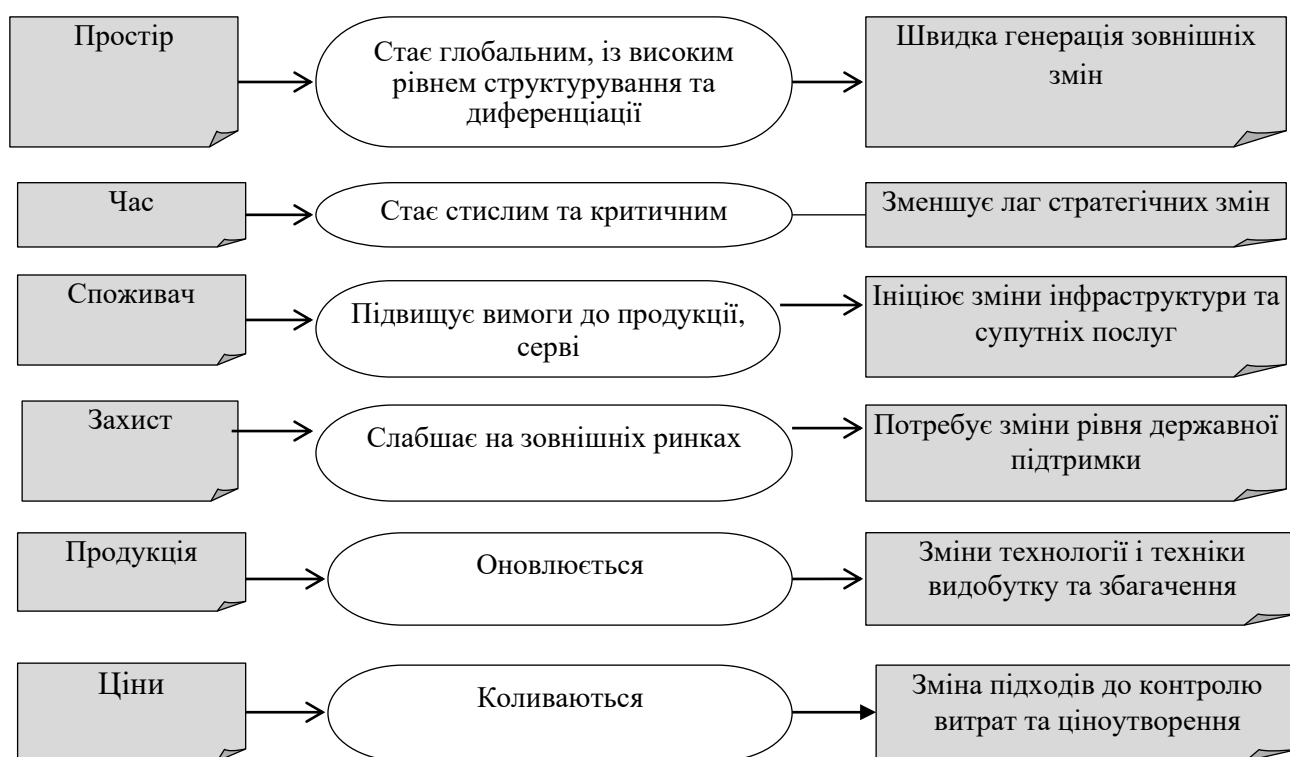 Простір
Стає глобальним, із високим
рівнем структурування та
диференціації
Швидка генерація зовнішніх
змін
Час
Стає стислим та критичним
Зменшує лаг стратегічних змін
Споживач
Підвищує вимоги до продукції,
серві
Ініціює зміни інфраструктури та
супутніх послуг
Захист
Слабшає на зовнішніх ринках
Потребує зміни рівня державної
підтримки
Продукція
Оновлюється
Зміни технології і техніки
видобутку та збагачення
Ціни
Коливаються
Зміна підходів до контролю
витрат та ціноутворення